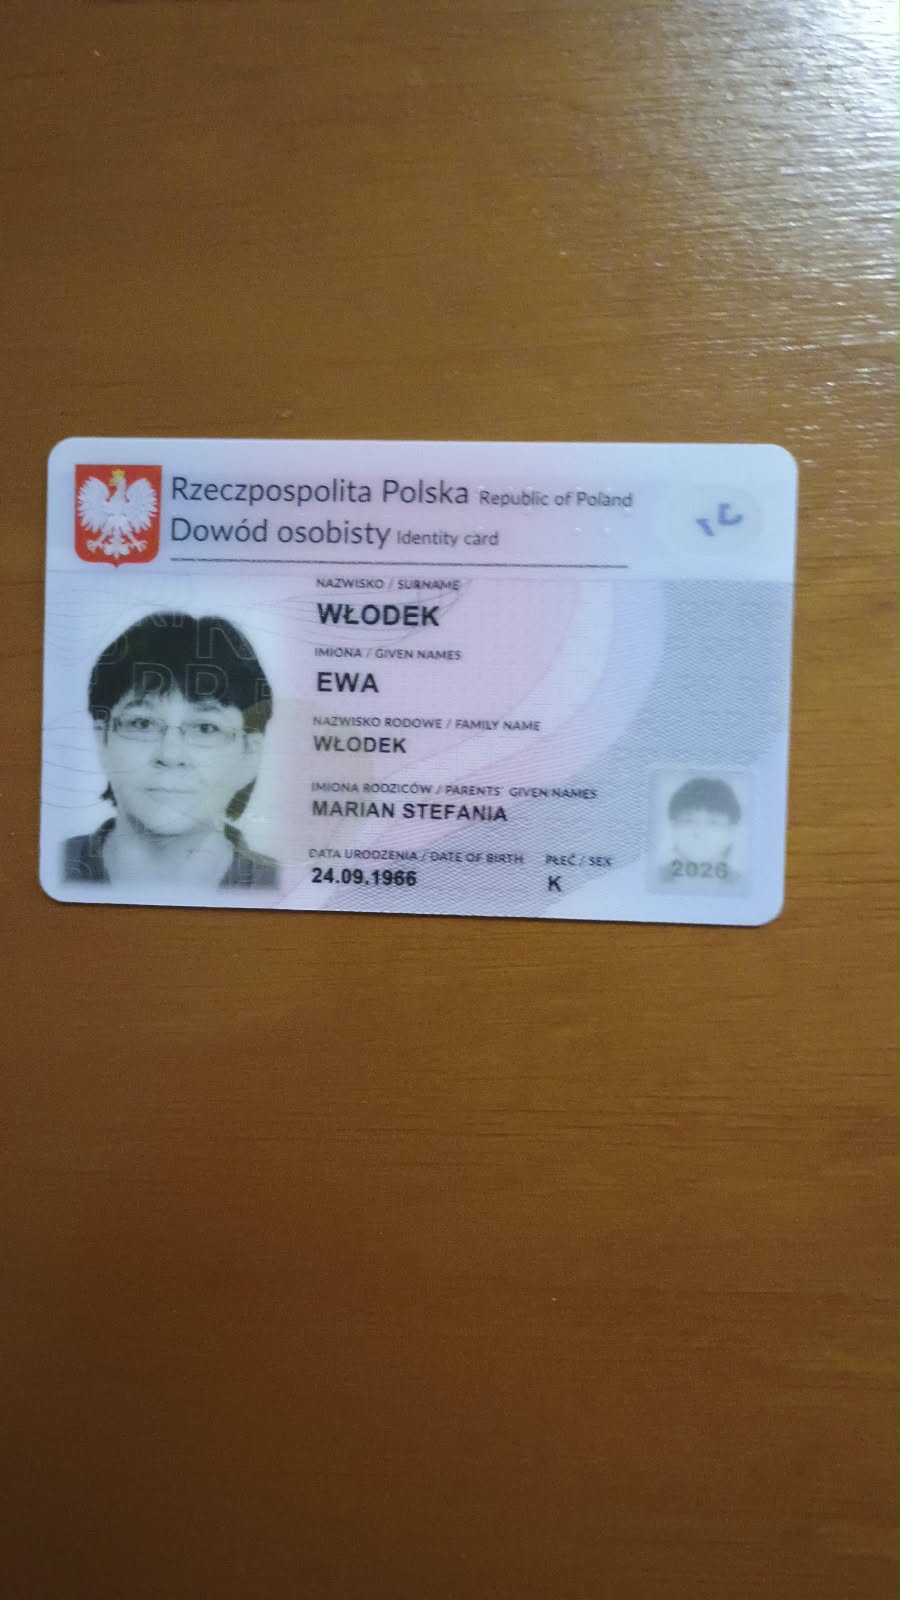 Rzeczpospolita Polska Republic of Poland
Dowód osobisty Identity card
NAZWISKO / SURNAME
WŁODEK
IMIONA / GIVEN NAMES
EWA
NAZWISKO RODOWE / FAMILY NAME
WŁODEK
IMIONA RODZICÓW / PARENTS' GIVEN NAMES
MARIAN STEFANIA
DATA URODZENIA / DATE OF BIRTH PŁEĆ / SEX
24.09.1966 K
2026